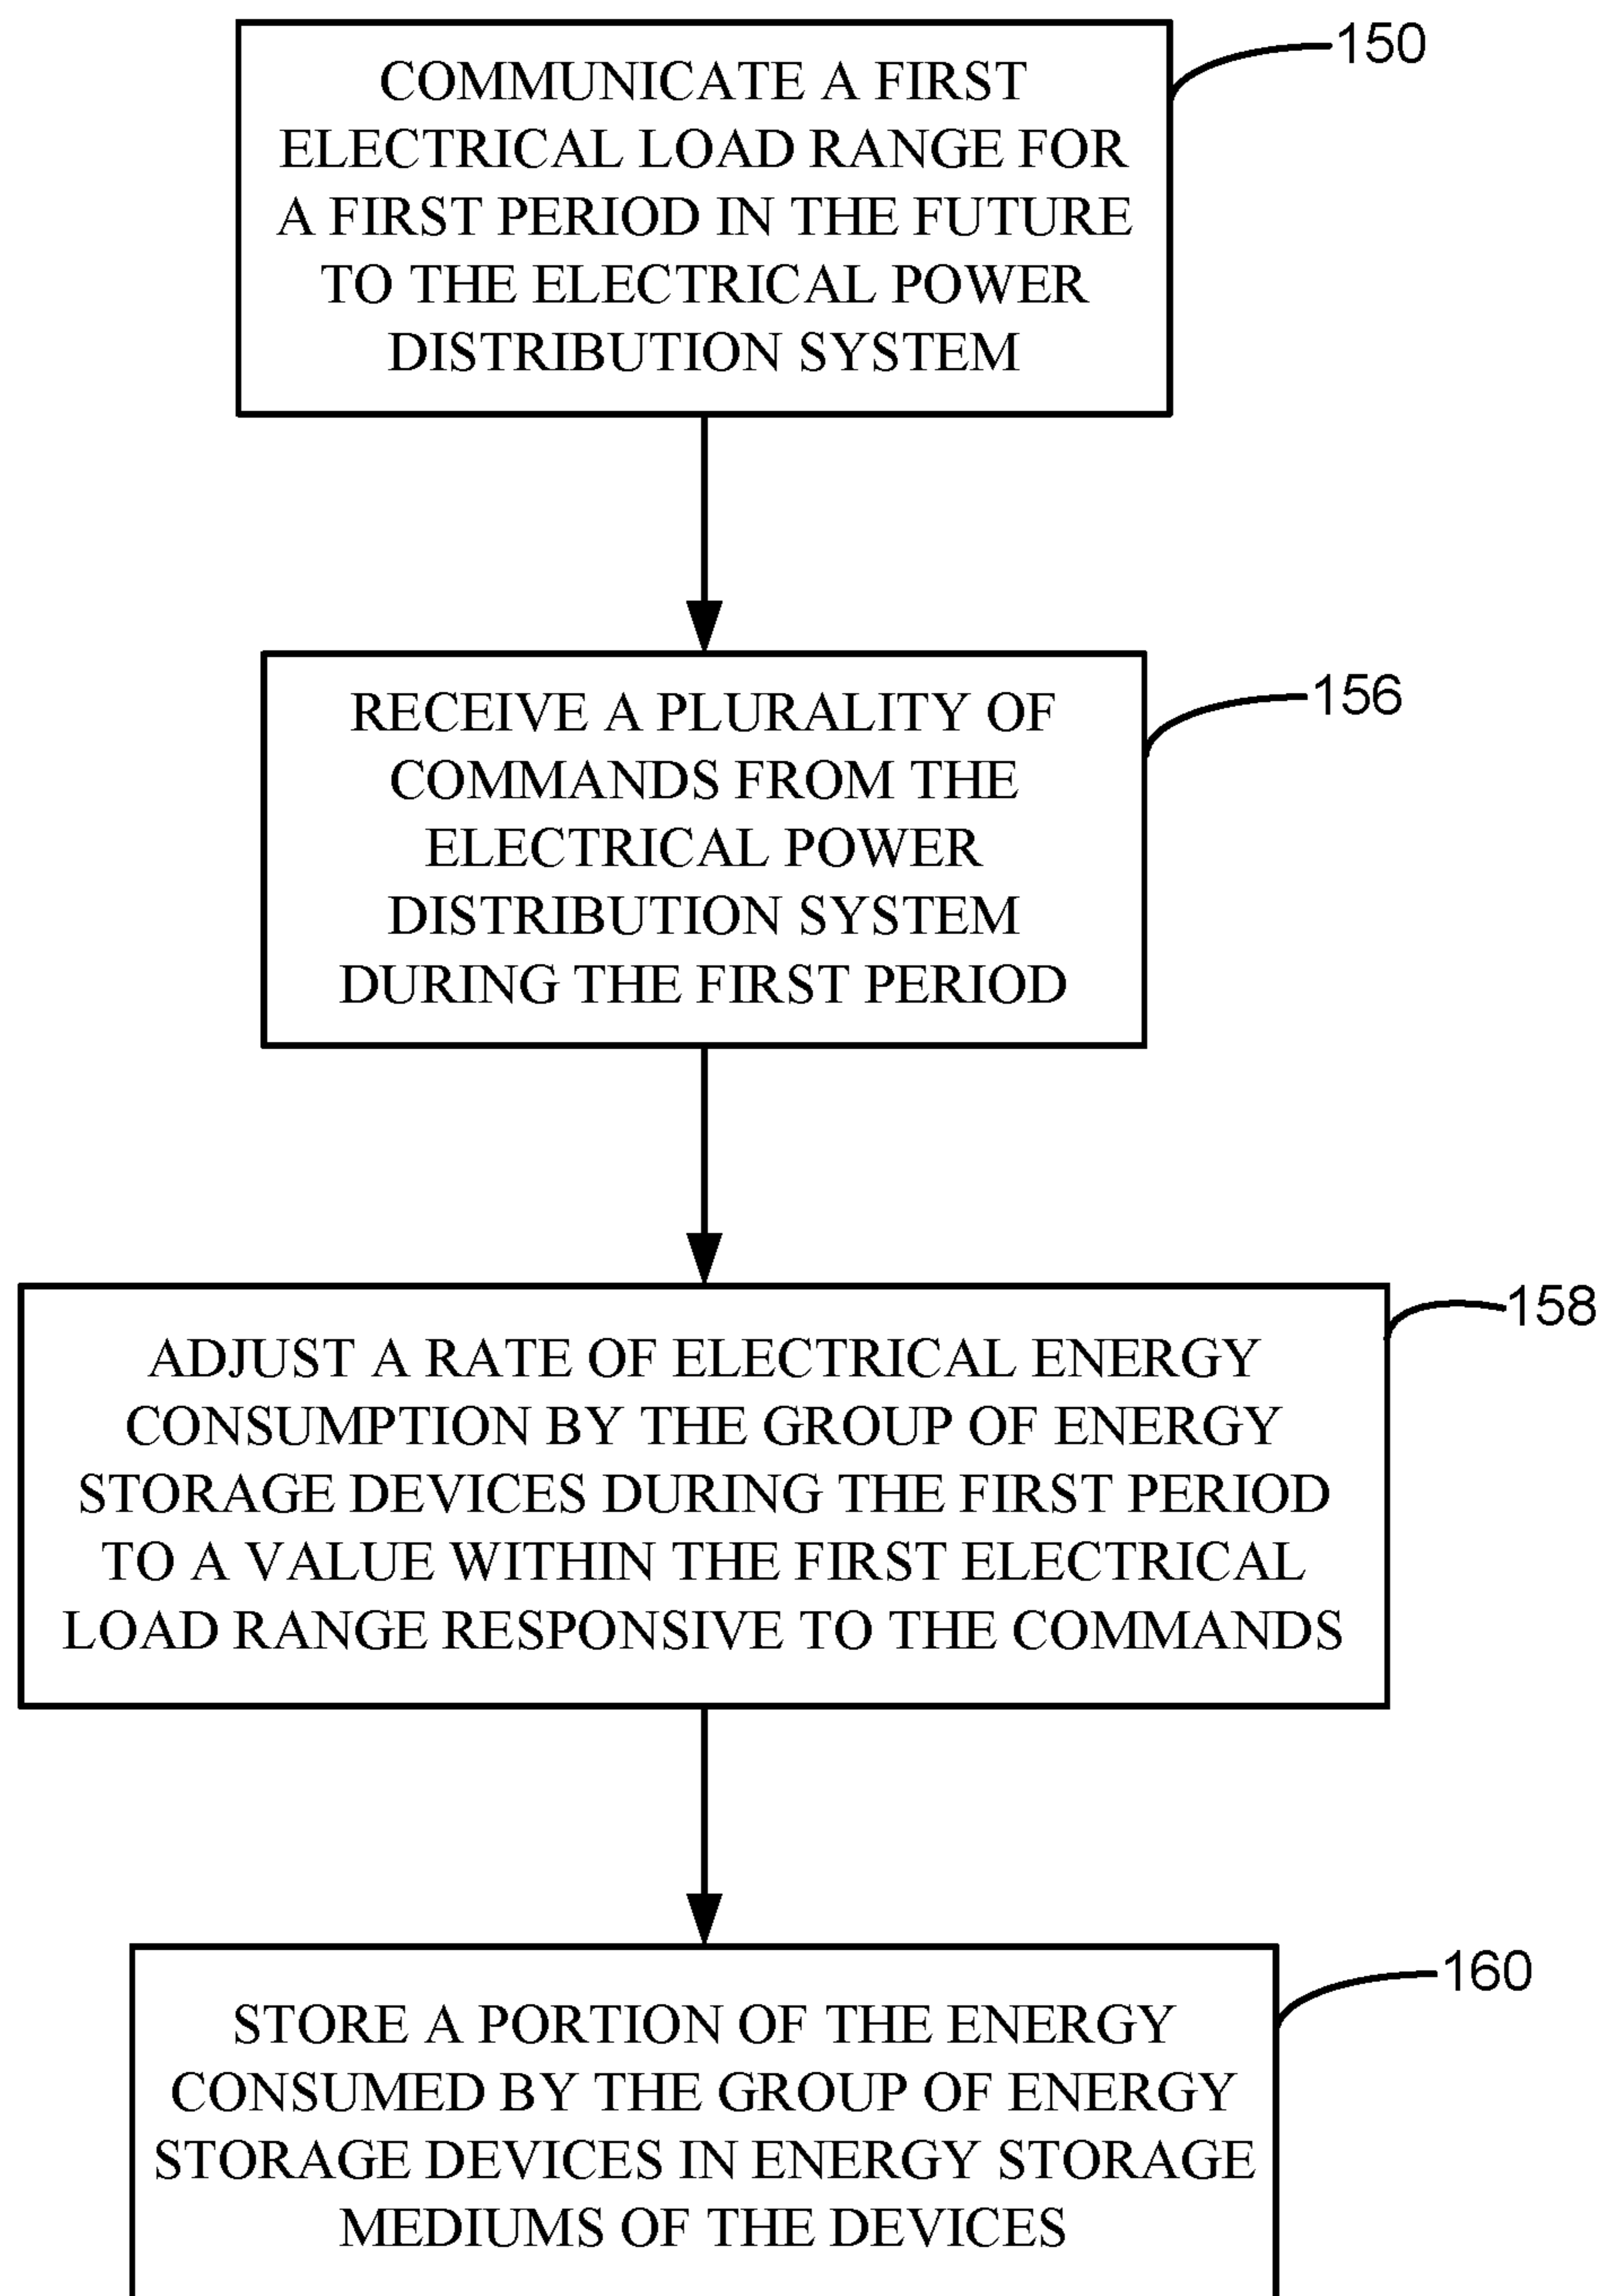 COMMUNICATE A FIRST
ELECTRICAL LOAD RANGE FOR
A FIRST PERIOD IN THE FUTURE
TO THE ELECTRICAL POWER
DISTRIBUTION SYSTEM
150
RECEIVE A PLURALITY OF
COMMANDS FROM THE
ELECTRICAL POWER
DISTRIBUTION SYSTEM
DURING THE FIRST PERIOD
156
ADJUST A RATE OF ELECTRICAL ENERGY
CONSUMPTION BY THE GROUP OF ENERGY
STORAGE DEVICES DURING THE FIRST PERIOD
TO A VALUE WITHIN THE FIRST ELECTRICAL
LOAD RANGE RESPONSIVE TO THE COMMANDS
158
STORE A PORTION OF THE ENERGY
CONSUMED BY THE GROUP OF ENERGY
STORAGE DEVICES IN ENERGY STORAGE
MEDIUMS OF THE DEVICES
160